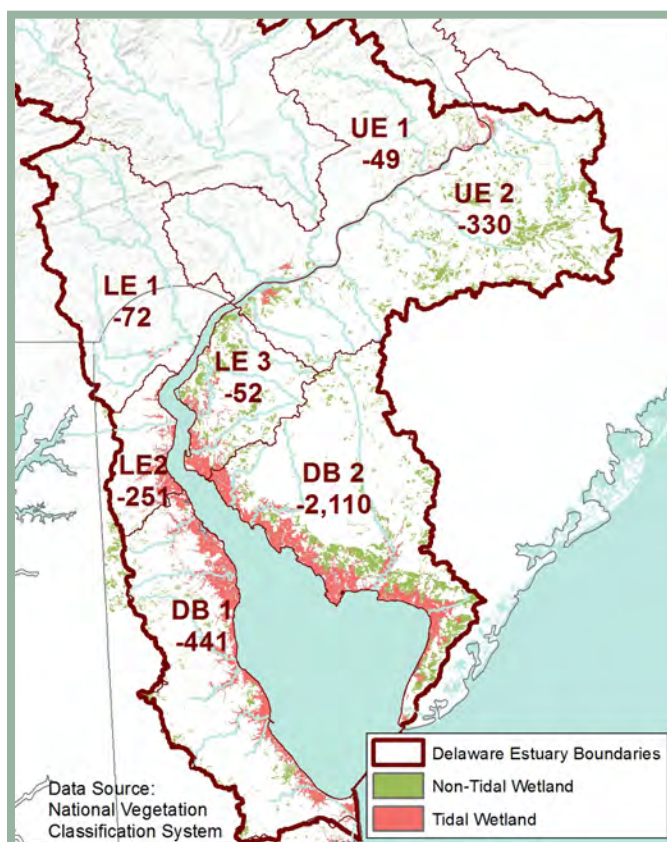 UE 1
-49
UE 2
-330
LE 1
-72
LE 3
-52
LE2
-251
DB 2
-2,110
DB 1
-441
Data Source:
National Vegetation
Classification System
Delaware Estuary Boundaries
Non-Tidal Wetland
Tidal Wetland